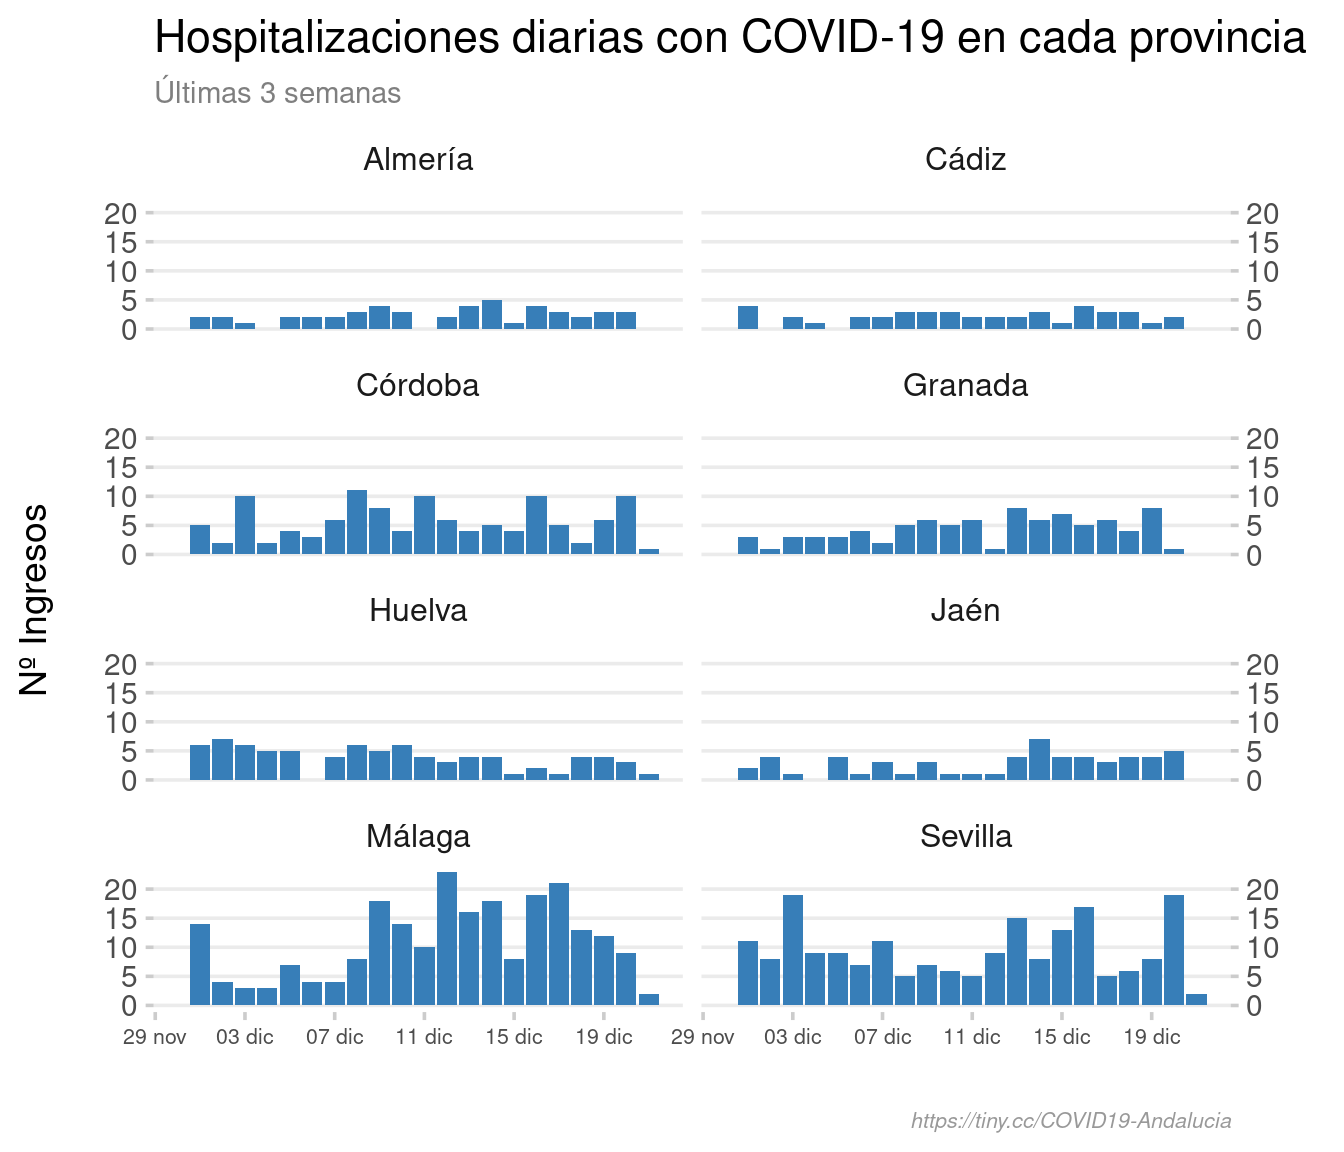 Hospitalizaciones diarias con COVID-19 en cada provincia
Últimas 3 semanas
Nº Ingresos
Almería
Cádiz
20
15
10
5
0
20
15
10
5
0
Córdoba
Granada
20
15
10
5
0
20
15
10
5
0
Huelva
Jaén
20
15
10
5
0
20
15
10
5
0
Málaga
Sevilla
20
15
10
5
0
20
15
10
5
0
29 nov 03 dic 07 dic 11 dic 15 dic 19 dic
29 nov 03 dic 07 dic 11 dic 15 dic 19 dic
https://tiny.cc/COVID19-Andalucia